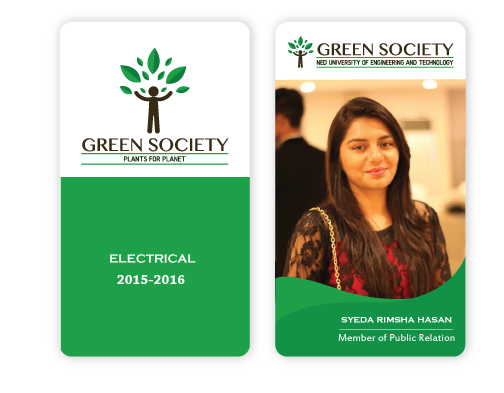 GREEN SOCIETY
PLANTS FOR PLANET
ELECTRICAL
2015-2016
GREEN SOCIETY
NED UNIVERSITY OF ENGINEERING AND TECHNOLOGY
SYEDA RIMSHA HASAN
Member of Public Relation